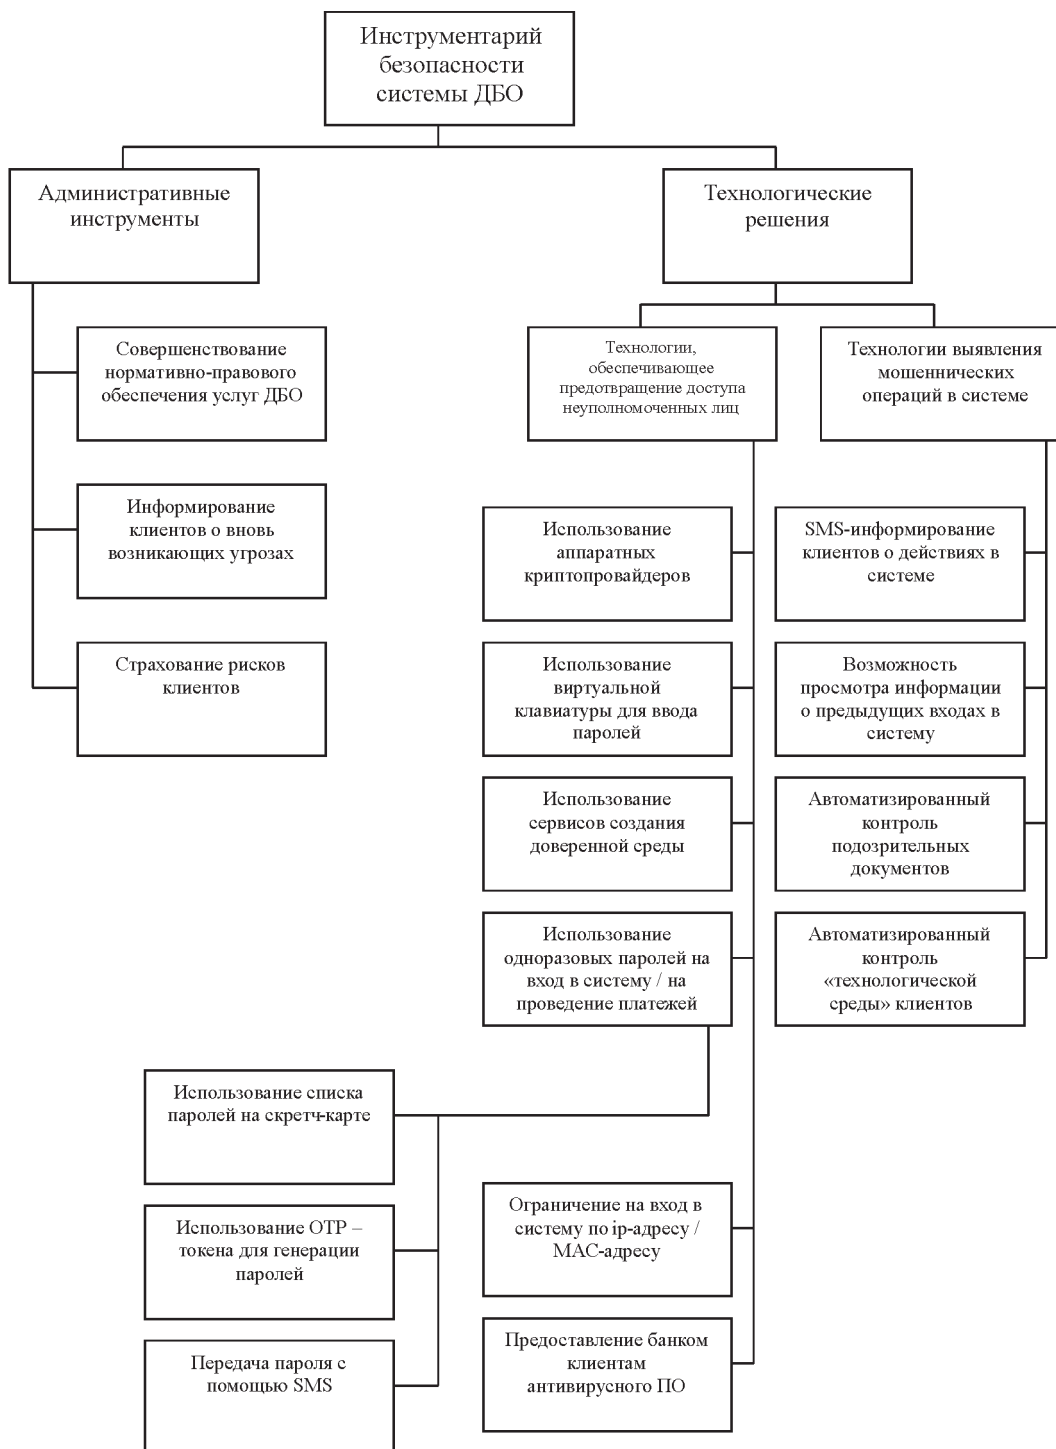 Инструментарий
безопасности
системы ДБО
Административные
инструменты
Технологические
решения
Совершенствование
нормативно-правового
обеспечения услуг ДБО
Технологии,
обеспечивающее
предотвращение доступа
неуполномоченных лиц
Технологии выявления
мошеннических
операций в системе
Информирование
клиентов о вновь
возникающих угрозах
Использование
аппаратных
криптопровайдеров
SMS-информирование
клиентов о действиях в
системе
Страхование рисков
клиентов
Использование
виртуальной
клавиатуры для ввода
паролей
Возможность
просмотра информации
о предыдущих входах в
систему
Использование
сервисов создания
доверенной среды
Автоматизированный
контроль
подозрительных
документов
Использование
одноразовых паролей на
вход в систему / на
проведение платежей
Автоматизированный
контроль
«технологической
среды» клиентов
Использование списка
паролей на скретч-карте
Использование OTP –
токена для генерации
паролей
Передача пароля с
помощью SMS
Ограничение на вход в
систему по ip-адресу /
MAC-адресу
Предоставление банком
клиентам
антивирусного ПО